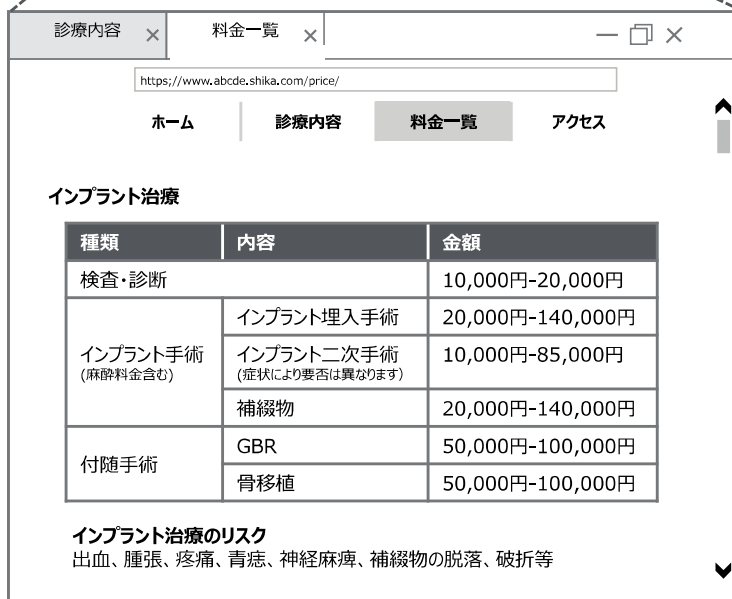 診療内容 ×
料金一覧 ×
https;//www.abcde.shika.com/price/
ホーム 診療内容 料金一覧 アクセス
インプラント治療
種類 内容 金額
検査・診断 10,000円-20,000円
インプラント手術
(麻酔料金含む)
インプラント埋入手術 20,000円-140,000円
インプラント二次手術 10,000円-85,000円
(症状により要否は異なります)
補綴物 20,000円-140,000円
付随手術
GBR 50,000円-100,000円
骨移植 50,000円-100,000円
インプラント治療のリスク
出血、腫張、疼痛、青痣、神経麻痺、補綴物の脱落、破折等